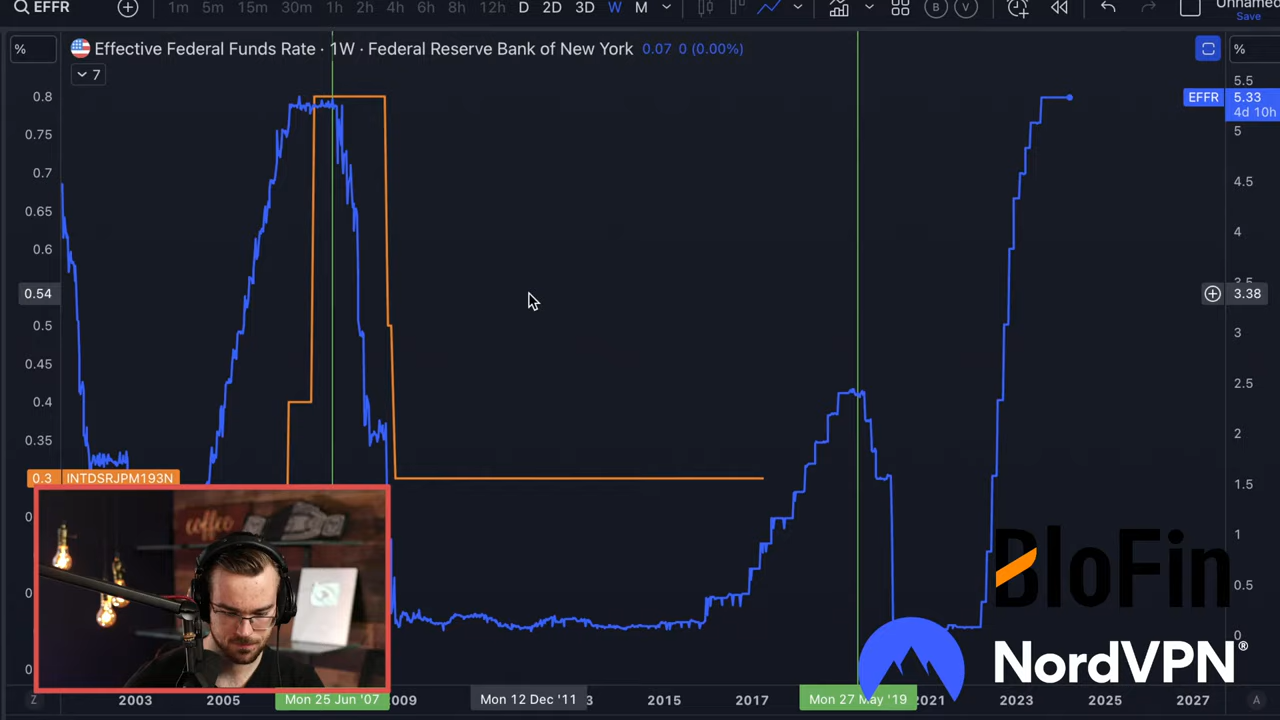 EFFR 1m 5m 15m 30m 1h 2h 4h 6h 8h 12h D 2D 3D W M B V Unnamed
Save
% Effective Federal Funds Rate · 1W · Federal Reserve Bank of New York 0.07 0 (0.00%) %
7
5.5
0.8 EFFR 5.33
4d 10h
0.75 5
0.7 4.5
0.65 4
0.6 3.5
0.54 3.38
0.5 3
0.45 2.5
0.4 2
0.35
0.3 INTDSRJPM193N 1.5
coffee
1
BloFin
0.5
0
NordVPN®
Z 2003 Mon 25 Jun '07 009 Mon 12 Dec '11 3 2015 2017 Mon 27 May '19 2021 2023 2025 2027 A